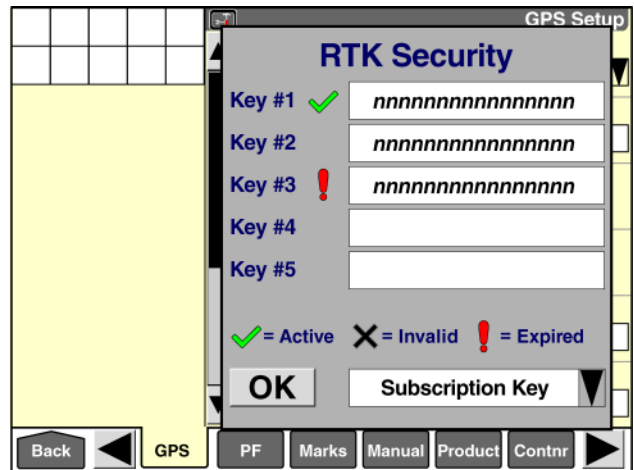 GPS Setup
RTK Security
Key #1 nnnnnnnnnnnnnnnn
Key #2 nnnnnnnnnnnnnnnn
Key #3 nnnnnnnnnnnnnnnn
Key #4
Key #5
= Active = Invalid = Expired
OK Subscription Key
Back GPS PF Marks Manual Product Contnr